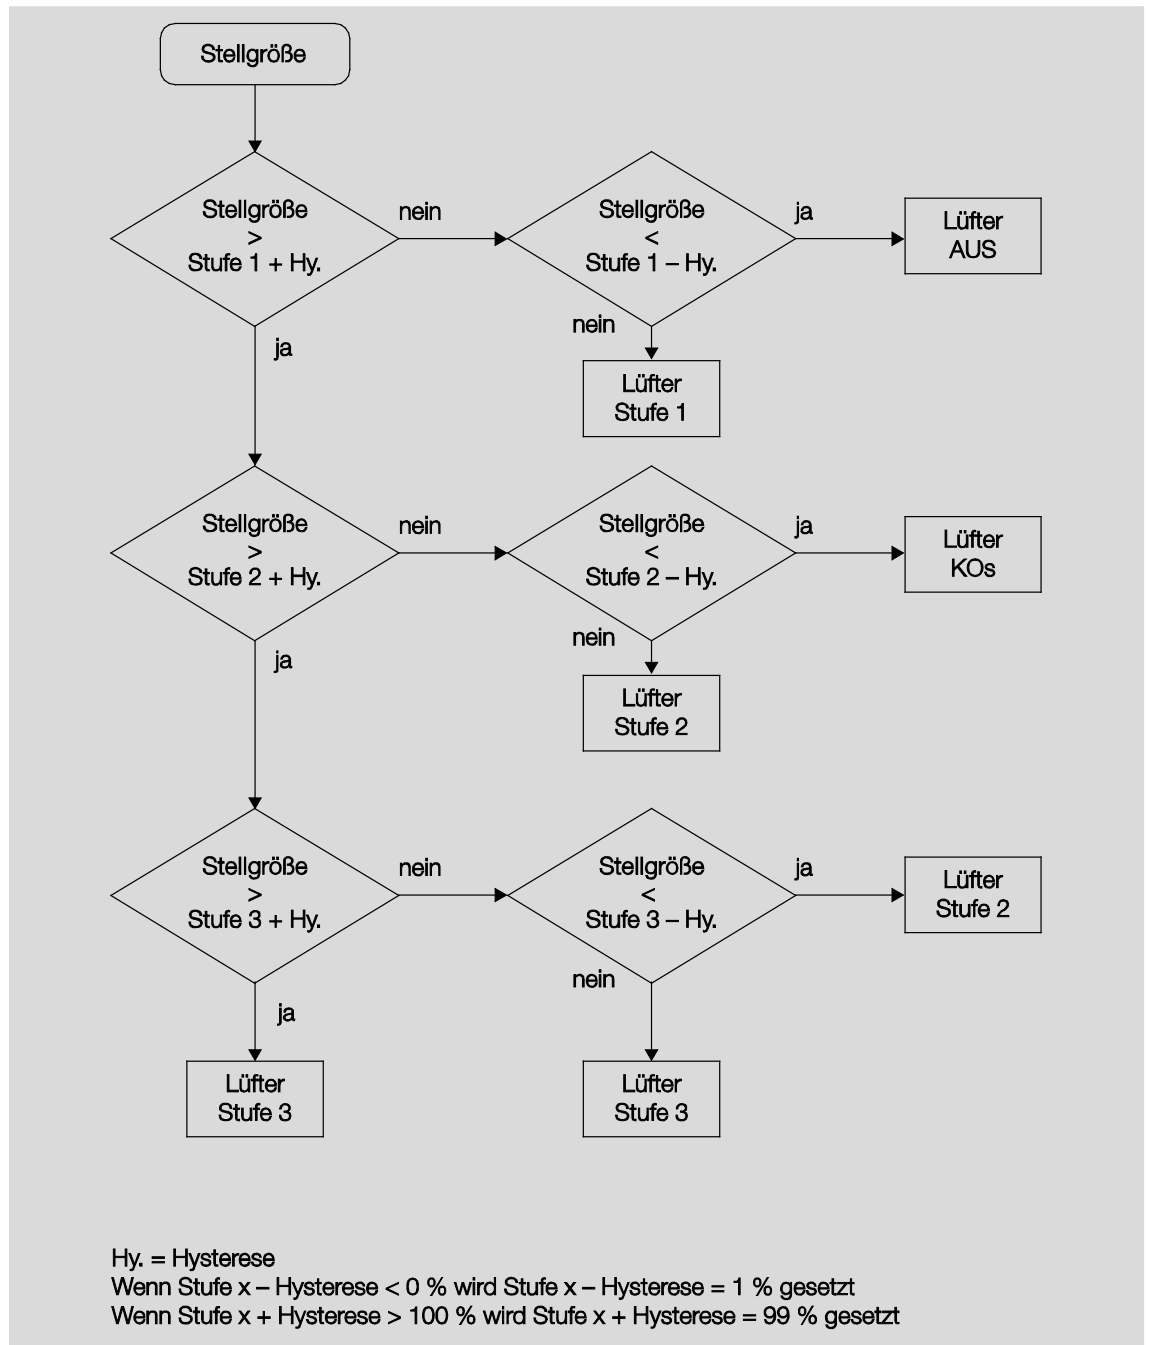 Stellgröße
Stellgröße
>
Stufe 1 + Hy.
nein
Stellgröße
<
Stufe 1 – Hy.
ja
Lüfter
AUS
nein
ja
Lüfter
Stufe 1
Stellgröße
>
Stufe 2 + Hy.
nein
Stellgröße
<
Stufe 2 – Hy.
ja
Lüfter
KOs
nein
ja
Lüfter
Stufe 2
Stellgröße
>
Stufe 3 + Hy.
nein
Stellgröße
<
Stufe 3 – Hy.
ja
Lüfter
Stufe 2
nein
ja
Lüfter
Stufe 3
Lüfter
Stufe 3
Hy. = Hysterese
Wenn Stufe x – Hysterese < 0 % wird Stufe x – Hysterese = 1 % gesetzt
Wenn Stufe x + Hysterese > 100 % wird Stufe x + Hysterese = 99 % gesetzt